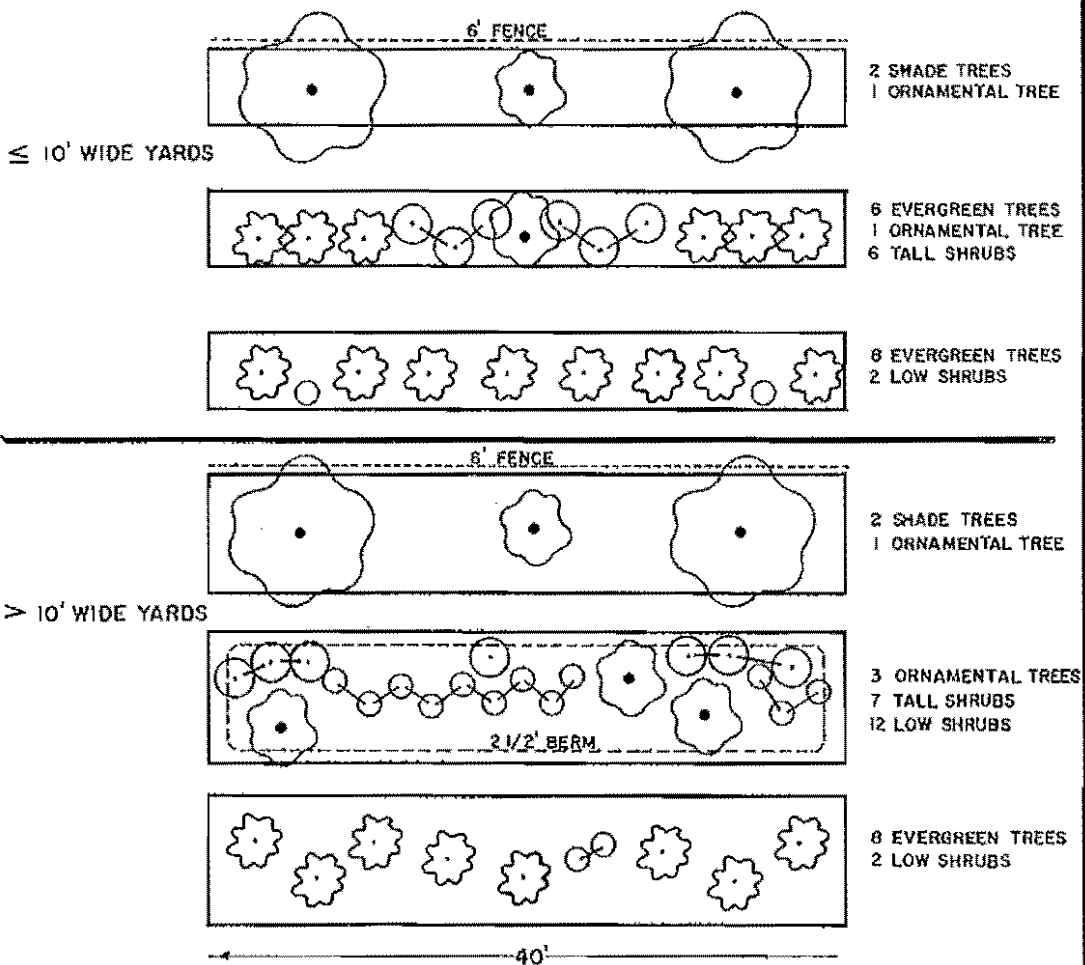 6' FENCE
2 SHADE TREES
1 ORNAMENTAL TREE
≤ 10' WIDE YARDS
6 EVERGREEN TREES
1 ORNAMENTAL TREE
6 TALL SHRUBS
8 EVERGREEN TREES
2 LOW SHRUBS
6' FENCE
2 SHADE TREES
1 ORNAMENTAL TREE
> 10' WIDE YARDS
3 ORNAMENTAL TREES
7 TALL SHRUBS
12 LOW SHRUBS
2 1/2' BERM
8 EVERGREEN TREES
2 LOW SHRUBS
40'